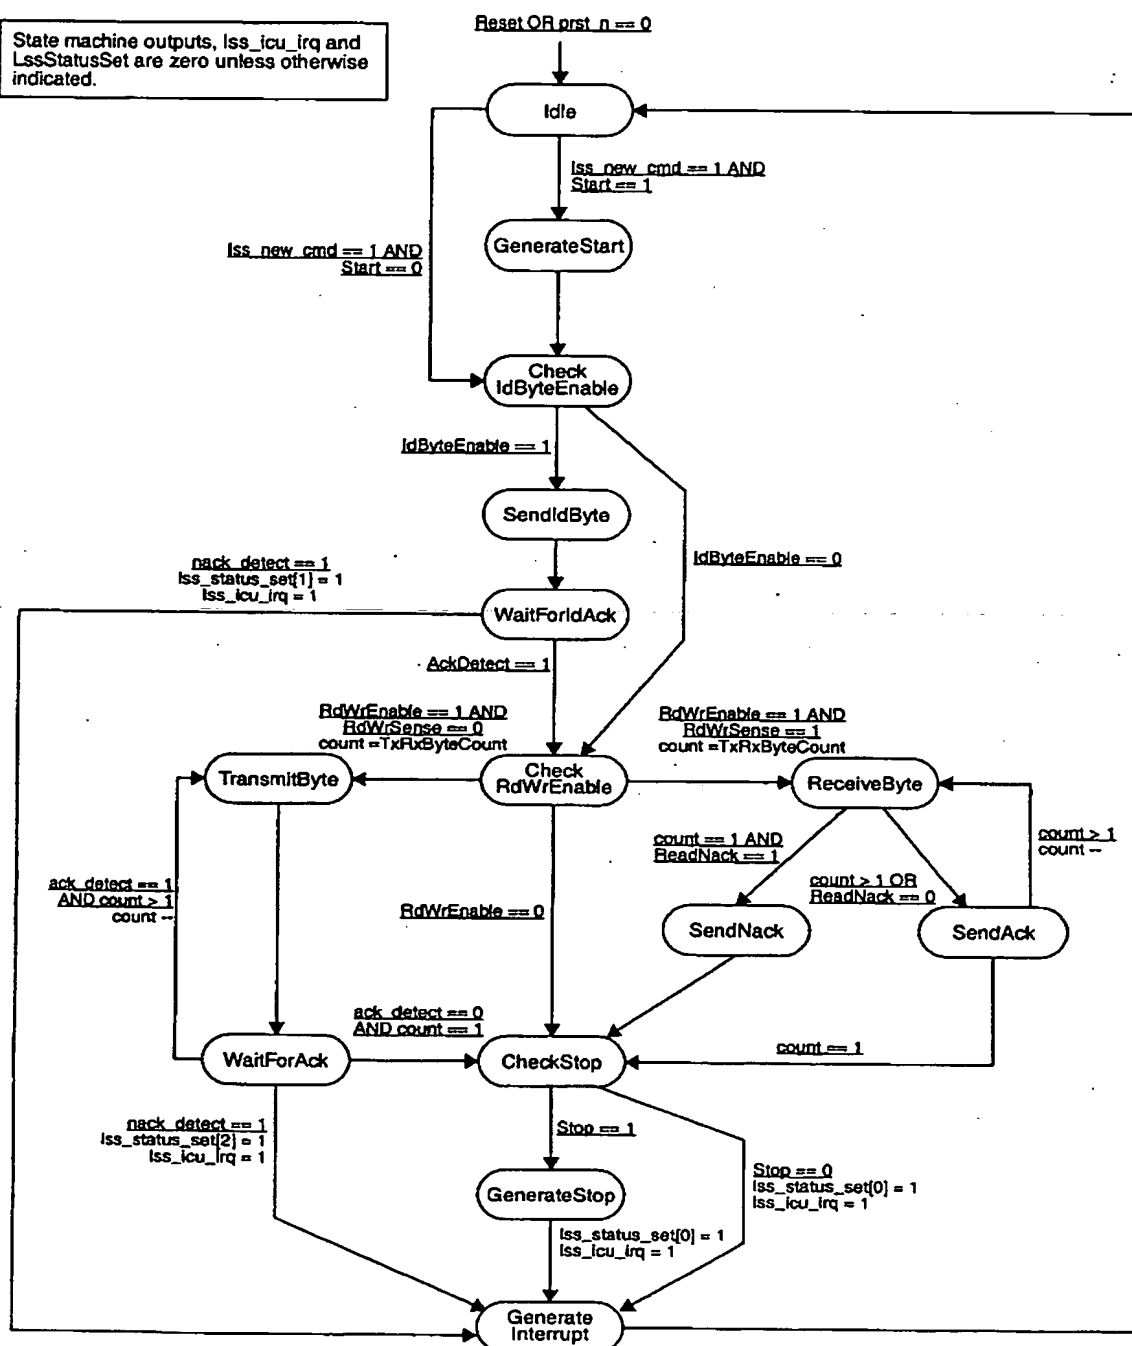 Reset OR prst_n == 0
State machine outputs, lss_icu_irq and
LssStatusSet are zero unless otherwise
indicated.
Idle
lss_new_cmd == 1 AND
Start == 1
GenerateStart
lss_new_cmd == 1 AND
Start == 0
Check
IdByteEnable
IdByteEnable == 1
SendIdByte
IdByteEnable == 0
nack_detect == 1
lss_status_set[1] = 1
lss_icu_irq = 1
WaitForIdAck
AckDetect == 1
RdWrEnable == 1 AND
RdWrSense == 0
count =TxRxByteCount
RdWrEnable == 1 AND
RdWrSense == 1
count =TxRxByteCount
TransmitByte
Check
RdWrEnable
ReceiveByte
count == 1 AND
ReadNack == 1
count > 1
count --
count > 1 OR
ReadNack == 0
ack_detect == 1
AND count > 1
count --
RdWrEnable == 0
SendNack
SendAck
ack_detect == 0
AND count == 1
WaitForAck
CheckStop
count == 1
nack_detect == 1
lss_status_set[2] = 1
lss_icu_irq = 1
Stop == 1
Stop == 0
lss_status_set[0] = 1
lss_icu_irq = 1
GenerateStop
lss_status_set[0] = 1
lss_icu_irq = 1
Generate
Interrupt